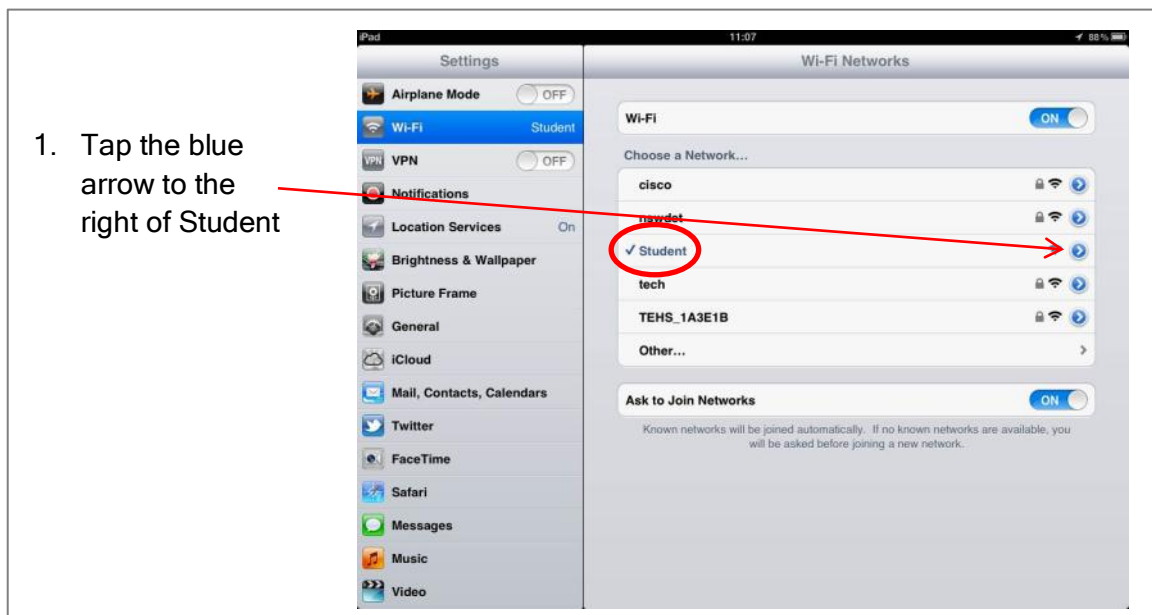 1. Tap the blue
arrow to the
right of Student
iPad 11:07 88%
Settings
Airplane Mode OFF
Wi-Fi Student
VPN VPN OFF
Notifications
Location Services On
Brightness & Wallpaper
Picture Frame
General
iCloud
Mail, Contacts, Calendars
Twitter
FaceTime
Safari
Messages
Music
Video
Wi-Fi Networks
Wi-Fi ON
Choose a Network...
cisco
nswdet
✓ Student
tech
TEHS_1A3E1B
Other...
Ask to Join Networks ON
Known networks will be joined automatically. If no known networks are available, you
will be asked before joining a new network.